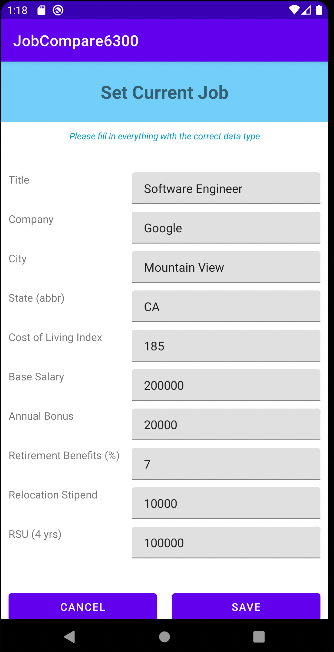 1:18
JobCompare6300
Set Current Job
Please fill in everything with the correct data type
Title Software Engineer
Company Google
City Mountain View
State (abbr) CA
Cost of Living Index 185
Base Salary 200000
Annual Bonus 20000
Retirement Benefits (%) 7
Relocation Stipend 10000
RSU (4 yrs) 100000
CANCEL SAVE